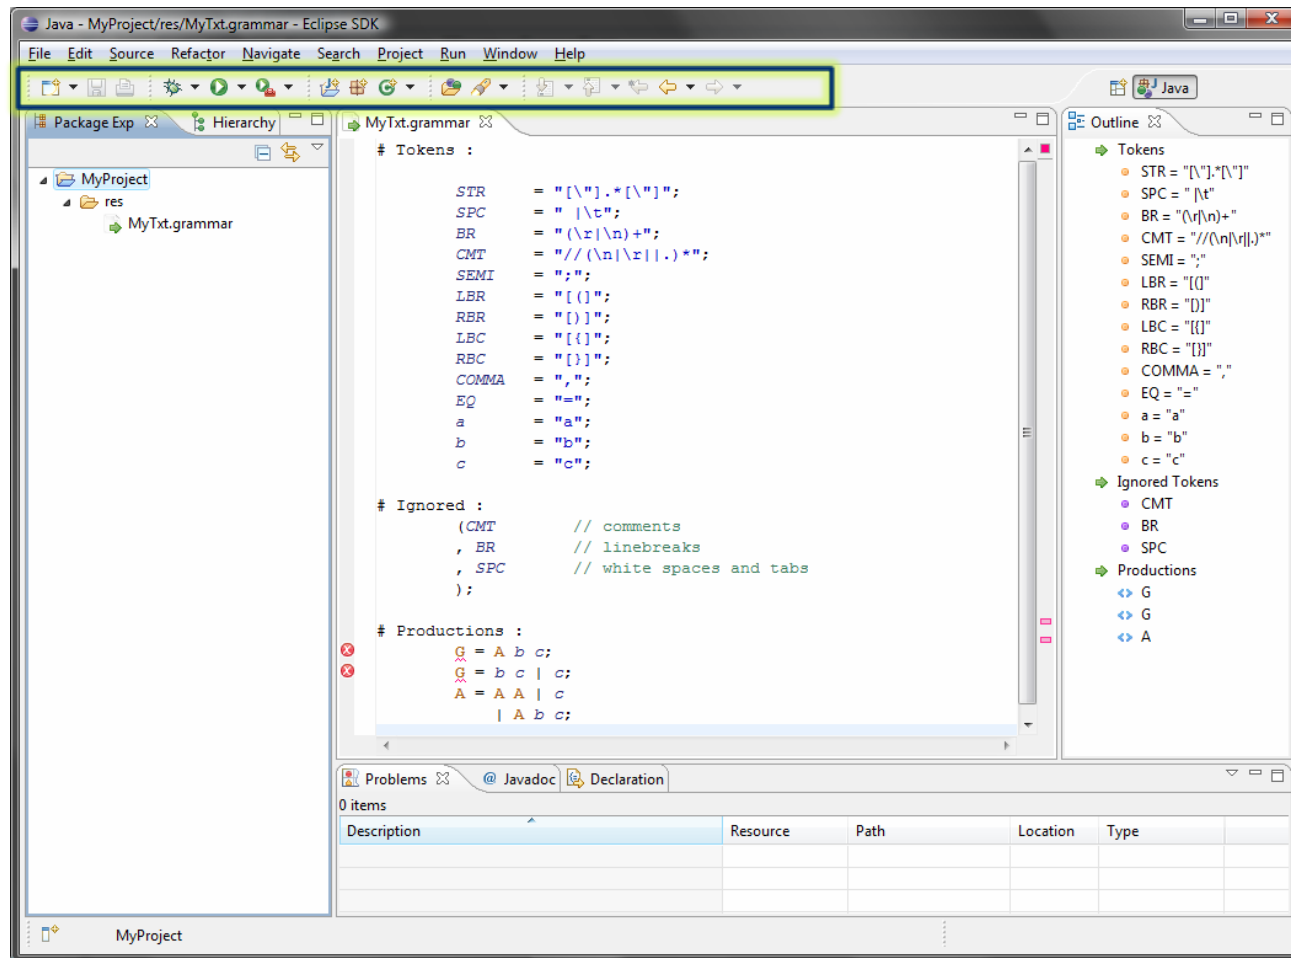 Java - MyProject/res/MyTxt.grammar - Eclipse SDK
File Edit Source Refactor Navigate Search Project Run Window Help
Java
Package Exp
Hierarchy
MyProject
res
MyTxt.grammar
MyTxt.grammar
# Tokens :
STR = "[\"].*[\"]";
SPC = " |\t";
BR = "(\r|\n)+";
CMT = "//(\n|\r||.)*";
SEMI = ";";
LBR = "[(]";
RBR = "[)]";
LBC = "[{]";
RBC = "[}]";
COMMA = ",";
EQ = "=";
a = "a";
b = "b";
c = "c";
# Ignored :
(CMT // comments
, BR // linebreaks
, SPC // white spaces and tabs
);
# Productions :
G = A b c;
G = b c | c;
A = A A | c
| A b c;
Outline
Tokens
STR = "[\"].*[\"]"
SPC = " |\t"
BR = "(\r|\n)+"
CMT = "//(\n|\r||.)*"
SEMI = ";"
LBR = "[(]"
RBR = "[)]"
LBC = "[{]"
RBC = "[}]"
COMMA = ","
EQ = "="
a = "a"
b = "b"
c = "c"
Ignored Tokens
CMT
BR
SPC
Productions
G
G
A
Problems @ Javadoc Declaration
0 items
Description Resource Path Location Type
MyProject